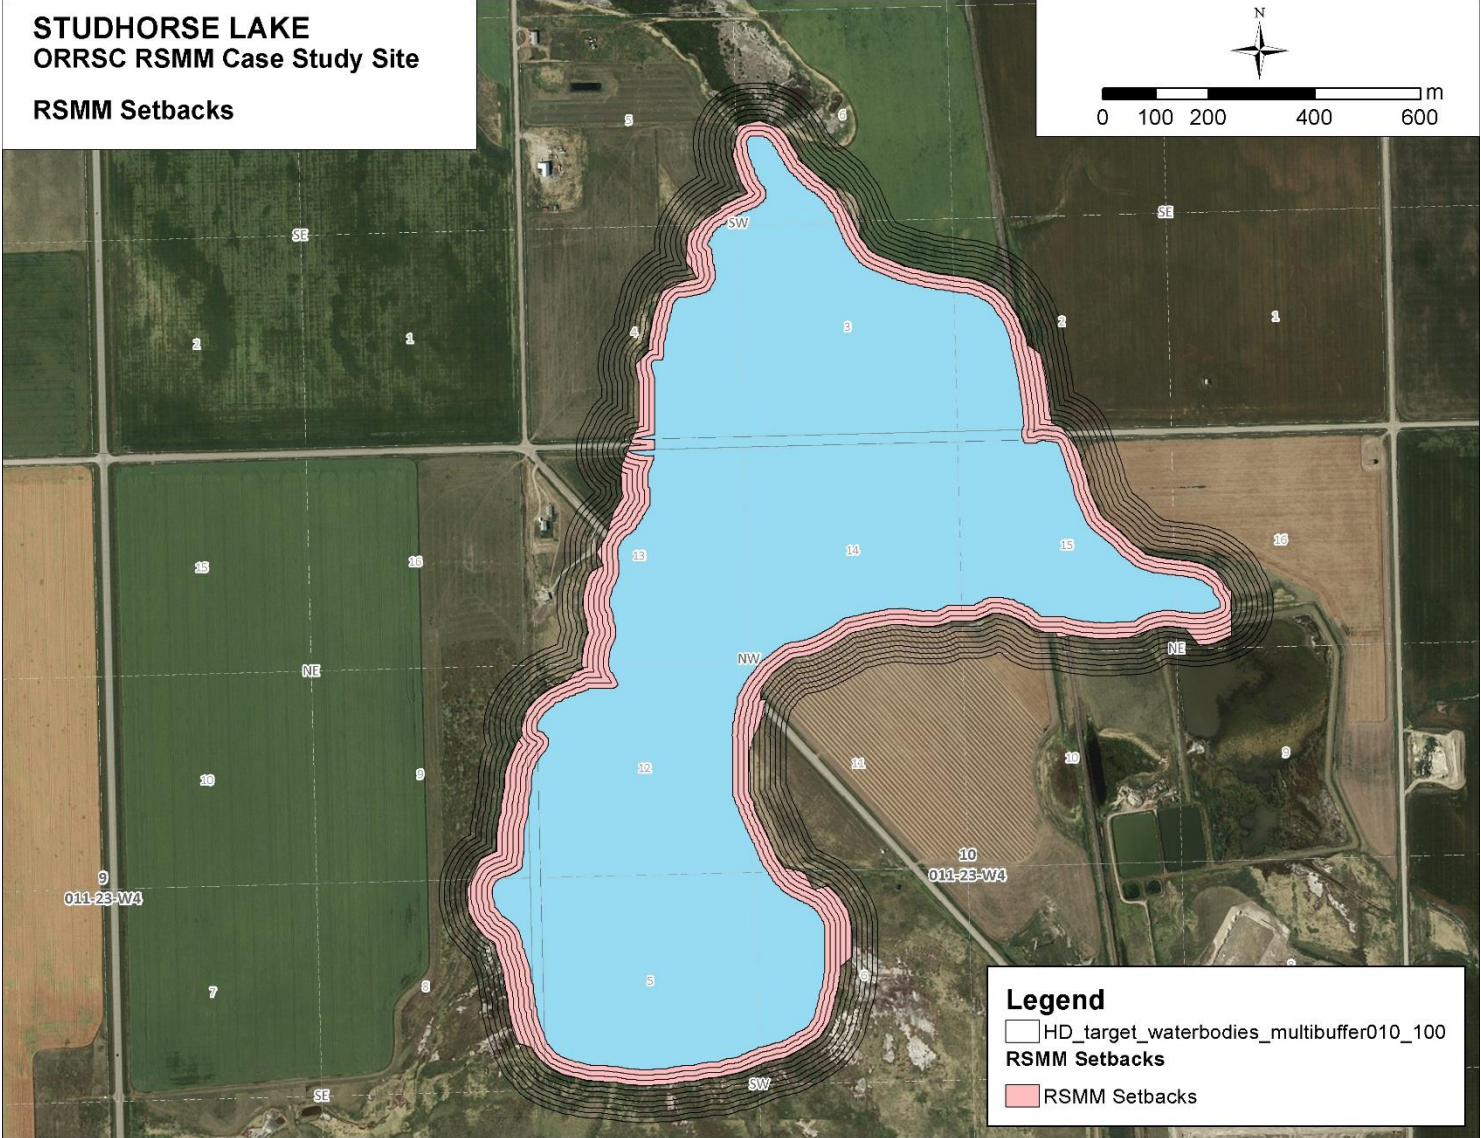 STUDHORSE LAKE
ORRSC RSMM Case Study Site
RSMM Setbacks
N
m
0 100 200 400 600
5
6
SW
SE
SE
2
1
4
3
2
1
15
16
13
14
15
16
NE
NW
NE
10
9
12
11
10
9
9
011-23-W4
10
011-23-W4
7
8
5
6
SE
SW
Legend
HD_target_waterbodies_multibuffer010_100
RSMM Setbacks
RSMM Setbacks